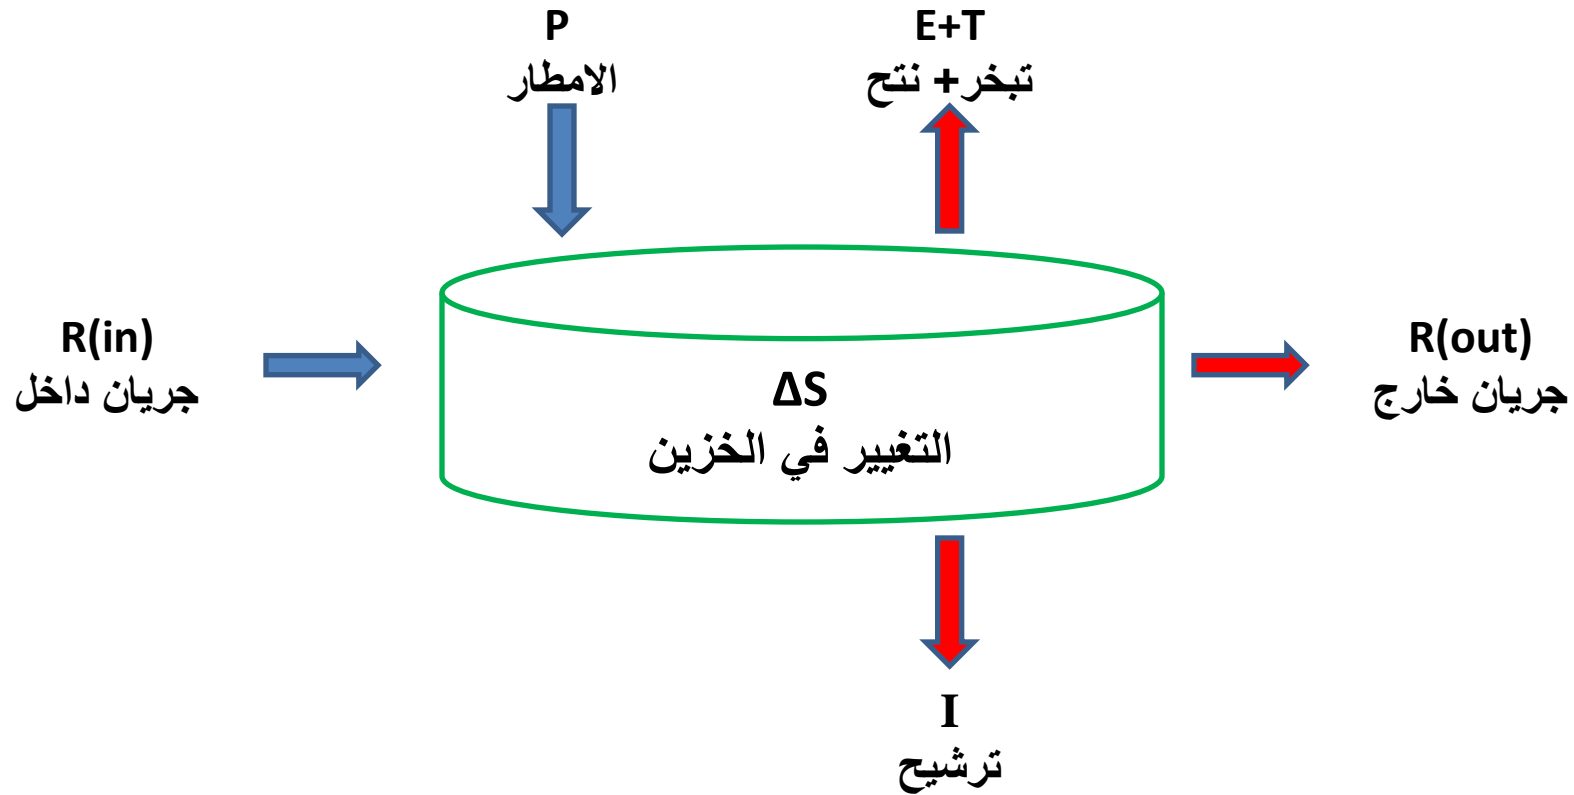 P
الامطار
E+T
تبخر+ نتح
R(in)
جريان داخل
ΔS
التغيير في الخزين
R(out)
جريان خارج
I
ترشيح